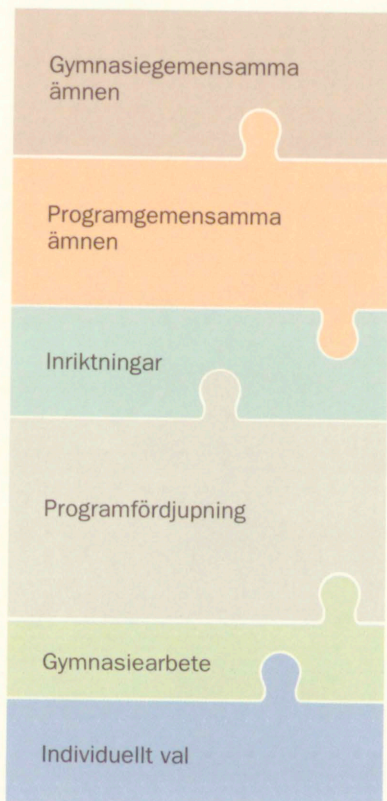 Gymnasiegemensamma
ämnen
Programgemensamma
ämnen
Inriktningar
Programfördjupning
Gymnasiearbete
Individuellt val